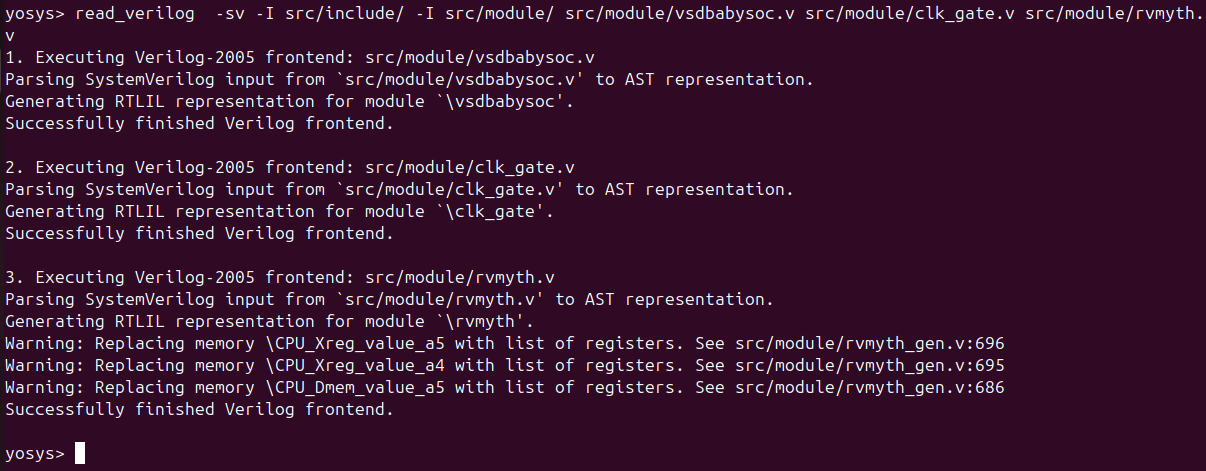 yosys> read_verilog  -sv -I src/include/ -I src/module/ src/module/vsdbabysoc.v src/module/clk_gate.v src/module/rvmyth.
v
1. Executing Verilog-2005 frontend: src/module/vsdbabysoc.v
Parsing SystemVerilog input from `src/module/vsdbabysoc.v' to AST representation.
Generating RTLIL representation for module `\vsdbabysoc'.
Successfully finished Verilog frontend.

2. Executing Verilog-2005 frontend: src/module/clk_gate.v
Parsing SystemVerilog input from `src/module/clk_gate.v' to AST representation.
Generating RTLIL representation for module `\clk_gate'.
Successfully finished Verilog frontend.

3. Executing Verilog-2005 frontend: src/module/rvmyth.v
Parsing SystemVerilog input from `src/module/rvmyth.v' to AST representation.
Generating RTLIL representation for module `\rvmyth'.
Warning: Replacing memory \CPU_Xreg_value_a5 with list of registers. See src/module/rvmyth_gen.v:696
Warning: Replacing memory \CPU_Xreg_value_a4 with list of registers. See src/module/rvmyth_gen.v:695
Warning: Replacing memory \CPU_Dmem_value_a5 with list of registers. See src/module/rvmyth_gen.v:686
Successfully finished Verilog frontend.

yosys>